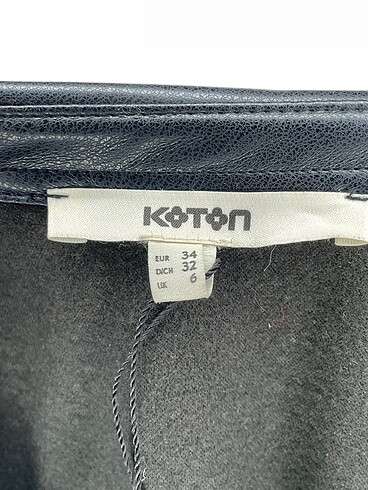 KOTON
EUR 34
D/CH 32
UK 6